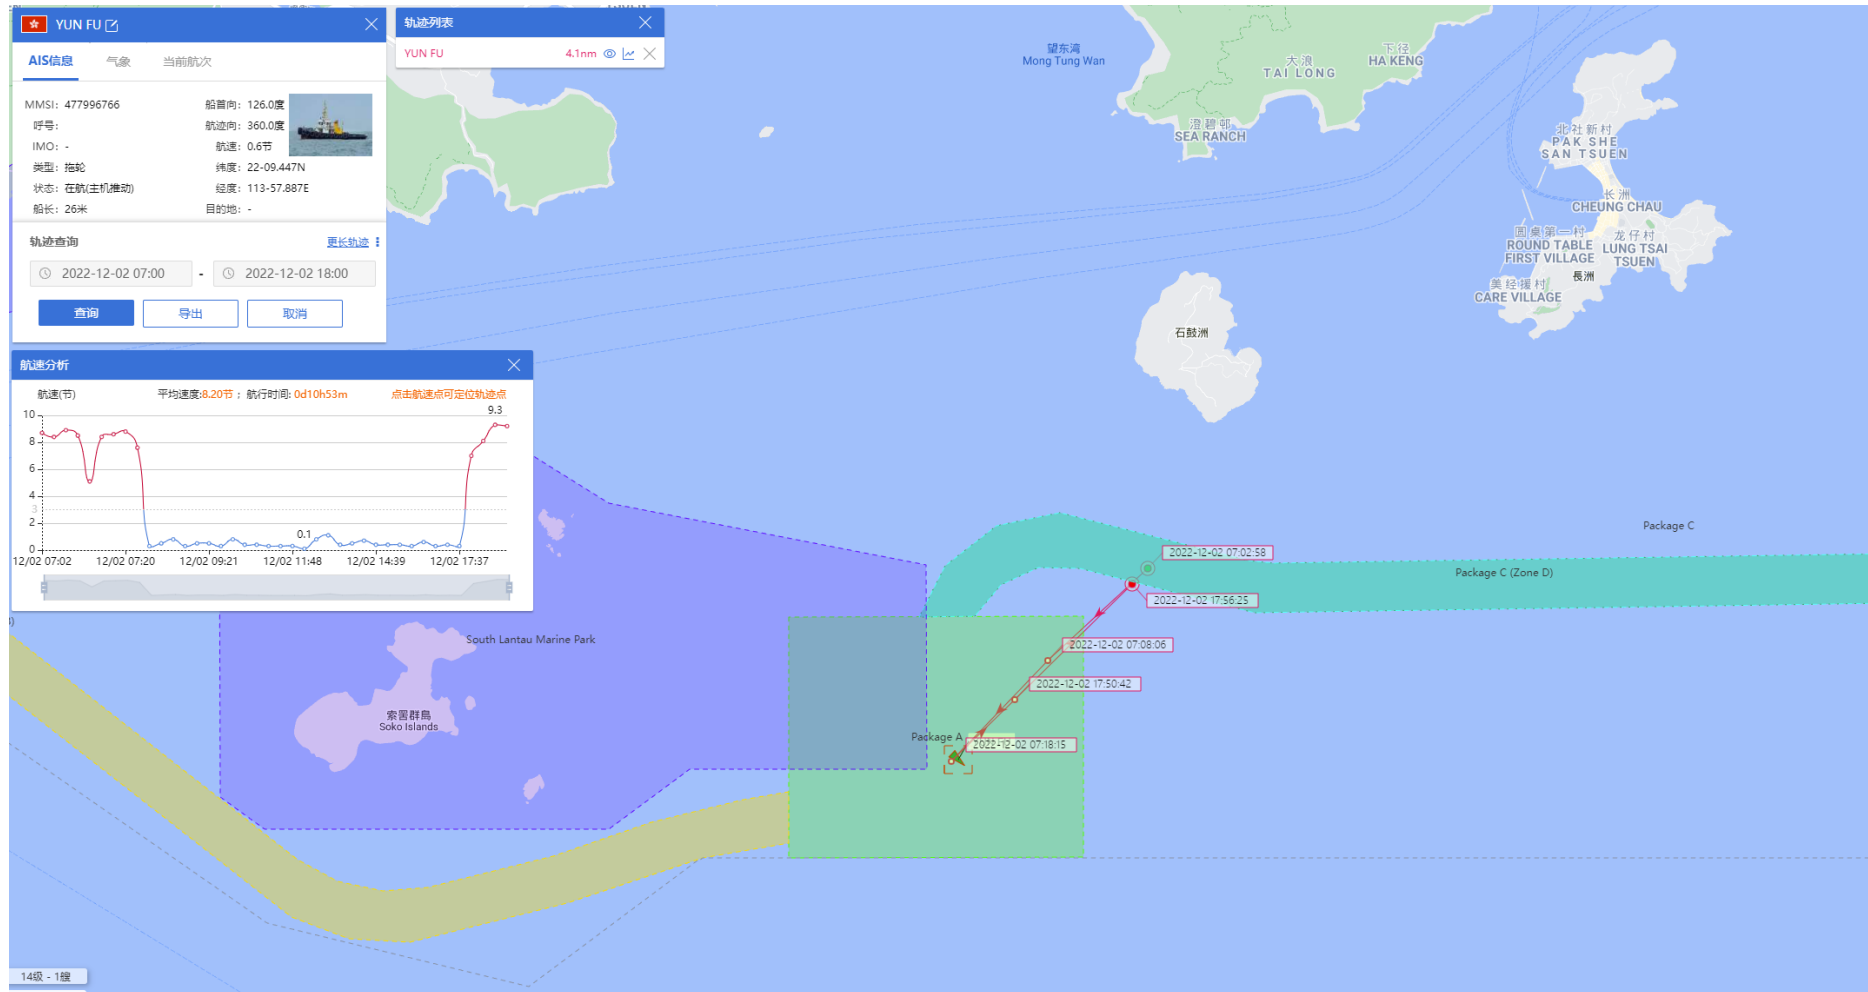 YUN FU
AIS信息
气象
当前航次
MMSI: 477996766
船首向: 126.0度
呼号:
航迹向: 360.0度
IMO: -
航速: 0.6节
类型: 拖轮
纬度: 22-09.447N
状态: 在航(主机推动)
经度: 113-57.887E
船长: 26米
目的地: -
轨迹查询
更长轨迹
2022-12-02 07:00
-
2022-12-02 18:00
查询
导出
取消
轨迹列表
YUN FU
4.1nm
航速分析
航速(节)
平均速度:8.20节 ; 航行时间: 0d10h53m
点击航速点可定位轨迹点
9.3
10
8
6
4
3
2
0
0.1
12/02 07:02
12/02 07:20
12/02 09:21
12/02 11:48
12/02 14:39
12/02 17:37
望东湾
Mong Tung Wan
大浪
TAI LONG
下径
HA KENG
澄碧邨
SEA RANCH
北社新村
PAK SHE
SAN TSUEN
长洲
CHEUNG CHAU
圆桌第一村
ROUND TABLE
FIRST VILLAGE
龙仔村
LUNG TSAI
TSUEN
長洲
美经援村
CARE VILLAGE
石鼓洲
Package C
Package C (Zone D)
2022-12-02 07:02:58
2022-12-02 17:56:25
2022-12-02 07:08:06
2022-12-02 17:50:42
Package A
2022-12-02 07:18:15
South Lantau Marine Park
索罟群島
Soko Islands
14级 - 1艘